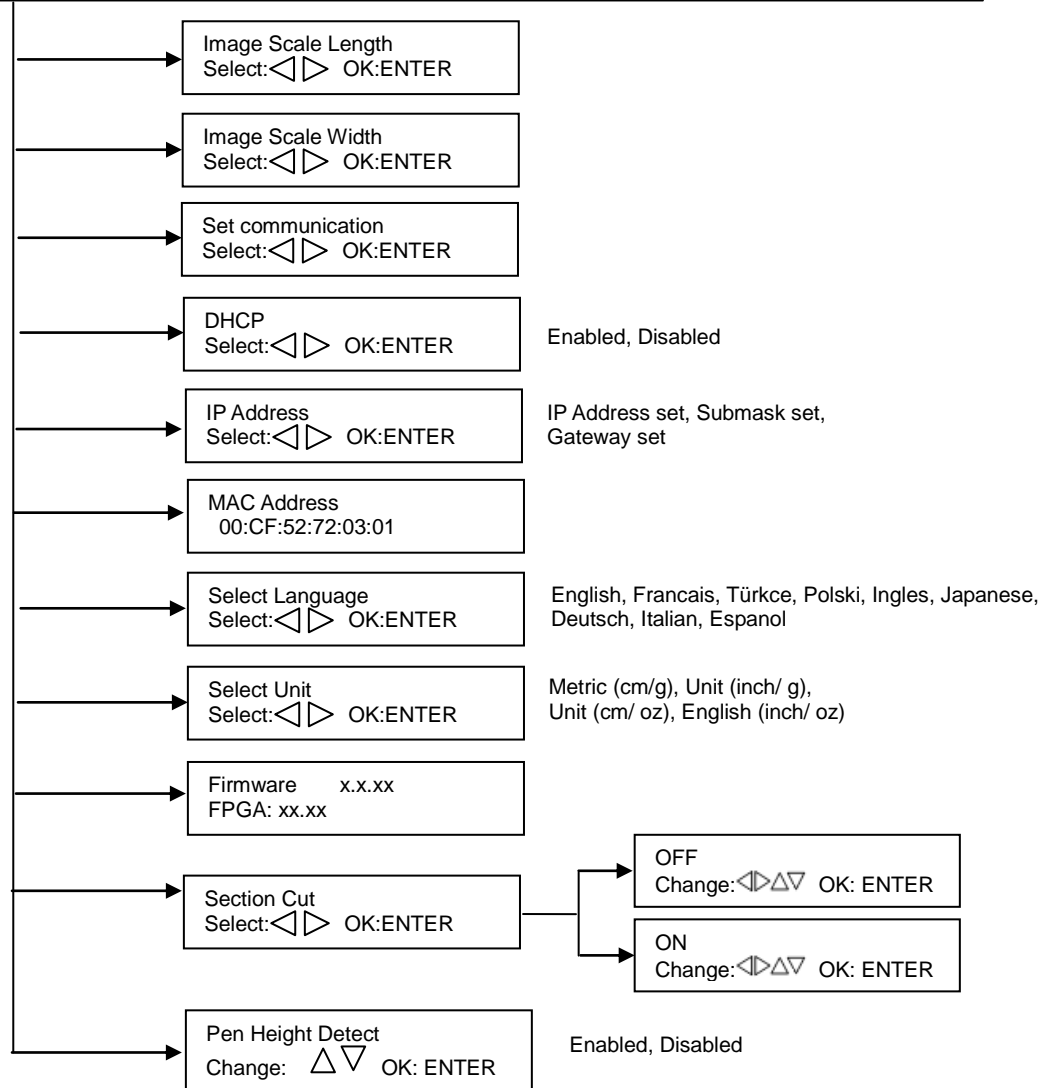 Image Scale Length
Select:◁ ▷ OK:ENTER
Image Scale Width
Select:◁ ▷ OK:ENTER
Set communication
Select:◁ ▷ OK:ENTER
DHCP
Select:◁ ▷ OK:ENTER
Enabled, Disabled
IP Address
Select:◁ ▷ OK:ENTER
IP Address set, Submask set,
Gateway set
MAC Address
00:CF:52:72:03:01
Select Language
Select:◁ ▷ OK:ENTER
English, Francais, Türkce, Polski, Ingles, Japanese,
Deutsch, Italian, Espanol
Select Unit
Select:◁ ▷ OK:ENTER
Metric (cm/g), Unit (inch/ g),
Unit (cm/ oz), English (inch/ oz)
Firmware x.x.xx
FPGA: xx.xx
Section Cut
Select:◁ ▷ OK:ENTER
OFF
Change:◁▷△▽ OK: ENTER
ON
Change:◁▷△▽ OK: ENTER
Pen Height Detect
Change: △ ▽ OK: ENTER
Enabled, Disabled